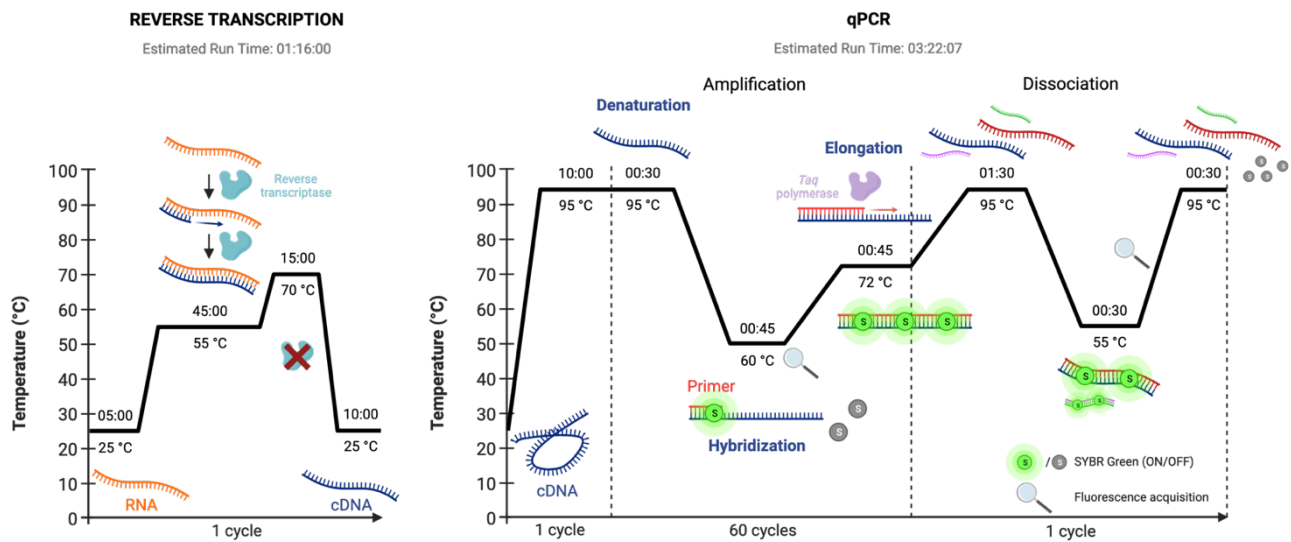 REVERSE TRANSCRIPTION
Estimated Run Time: 01:16:00
Temperature (°C)
100
90
80
70
60
50
40
30
20
10
0
Reverse
transcriptase
05:00
25 °C
45:00
55 °C
15:00
70 °C
10:00
25 °C
RNA
cDNA
1 cycle
qPCR
Estimated Run Time: 03:22:07
Amplification
Dissociation
Temperature (°C)
100
90
80
70
60
50
40
30
20
10
0
10:00
95 °C
cDNA
1 cycle
Denaturation
00:30
95 °C
00:45
60 °C
Primer
S
S
S
Hybridization
Elongation
Taq
polymerase
00:45
72 °C
S
S
S
60 cycles
01:30
95 °C
00:30
55 °C
S
S
S
S
00:30
95 °C
S
S
S
S
S / S SYBR Green (ON/OFF)
Fluorescence acquisition
1 cycle